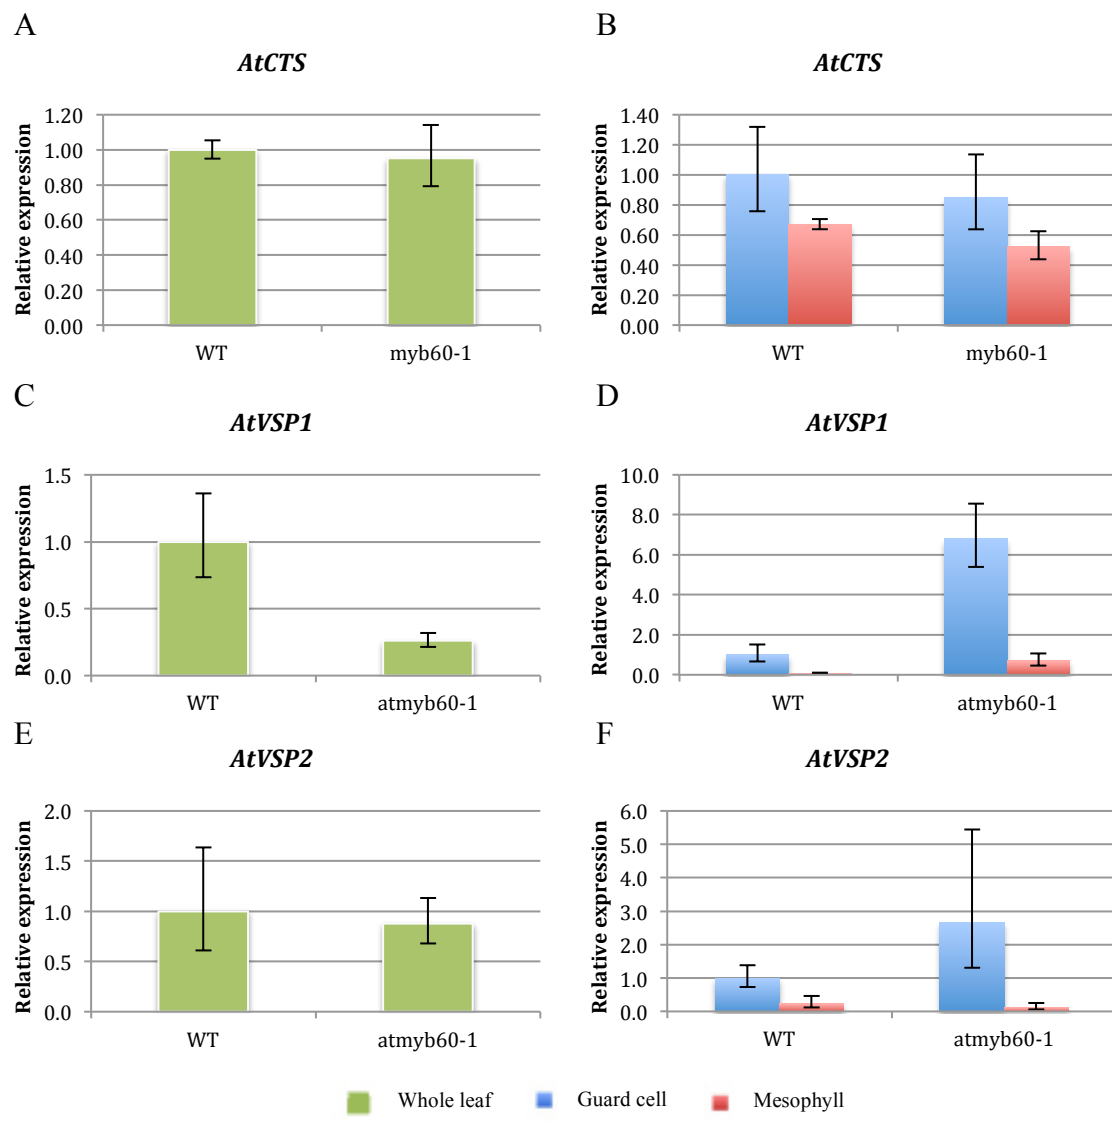 A
AtCTS
Relative expression
1.20
1.00
0.80
0.60
0.40
0.20
0.00
WT
myb60-1
B
AtCTS
Relative expression
1.40
1.20
1.00
0.80
0.60
0.40
0.20
0.00
WT
myb60-1
C
AtVSP1
Relative expression
1.5
1.0
0.5
0.0
WT
atmyb60-1
D
AtVSP1
Relative expression
10.0
8.0
6.0
4.0
2.0
0.0
WT
atmyb60-1
E
AtVSP2
Relative expression
2.0
1.5
1.0
0.5
0.0
WT
atmyb60-1
F
AtVSP2
Relative expression
6.0
5.0
4.0
3.0
2.0
1.0
0.0
WT
atmyb60-1
Whole leaf
Guard cell
Mesophyll